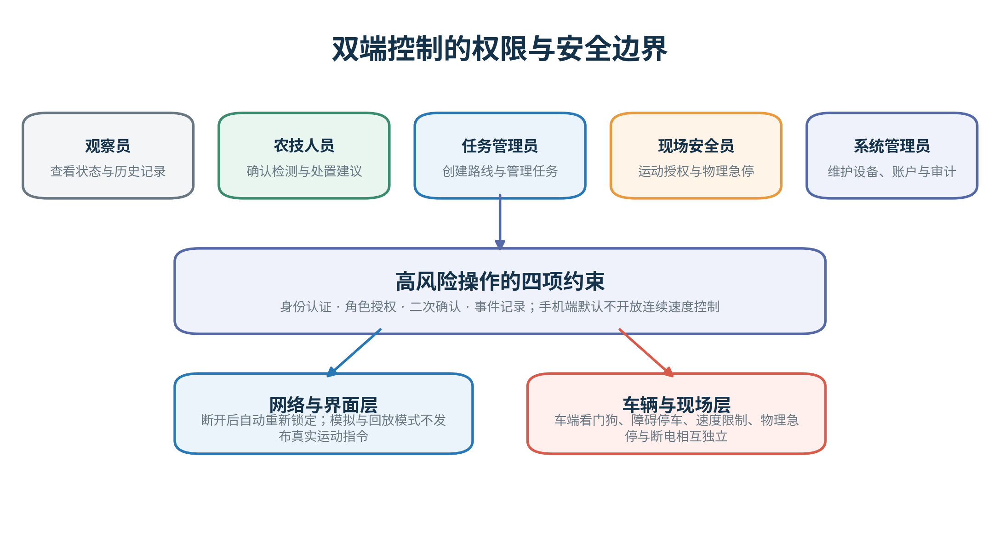 双端控制的权限与安全边界
观察员
查看状态与历史记录
农技人员
确认检测与处置建议
任务管理员
创建路线与管理任务
现场安全员
运动授权与物理急停
系统管理员
维护设备、账户与审计
高风险操作的四项约束
身份认证 · 角色授权 · 二次确认 · 事件记录；手机端默认不开放连续速度控制
网络与界面层
断开后自动重新锁定；模拟与回放模式不发
布真实运动指令
车辆与现场层
车端看门狗、障碍停车、速度限制、物理急
停与断电相互独立